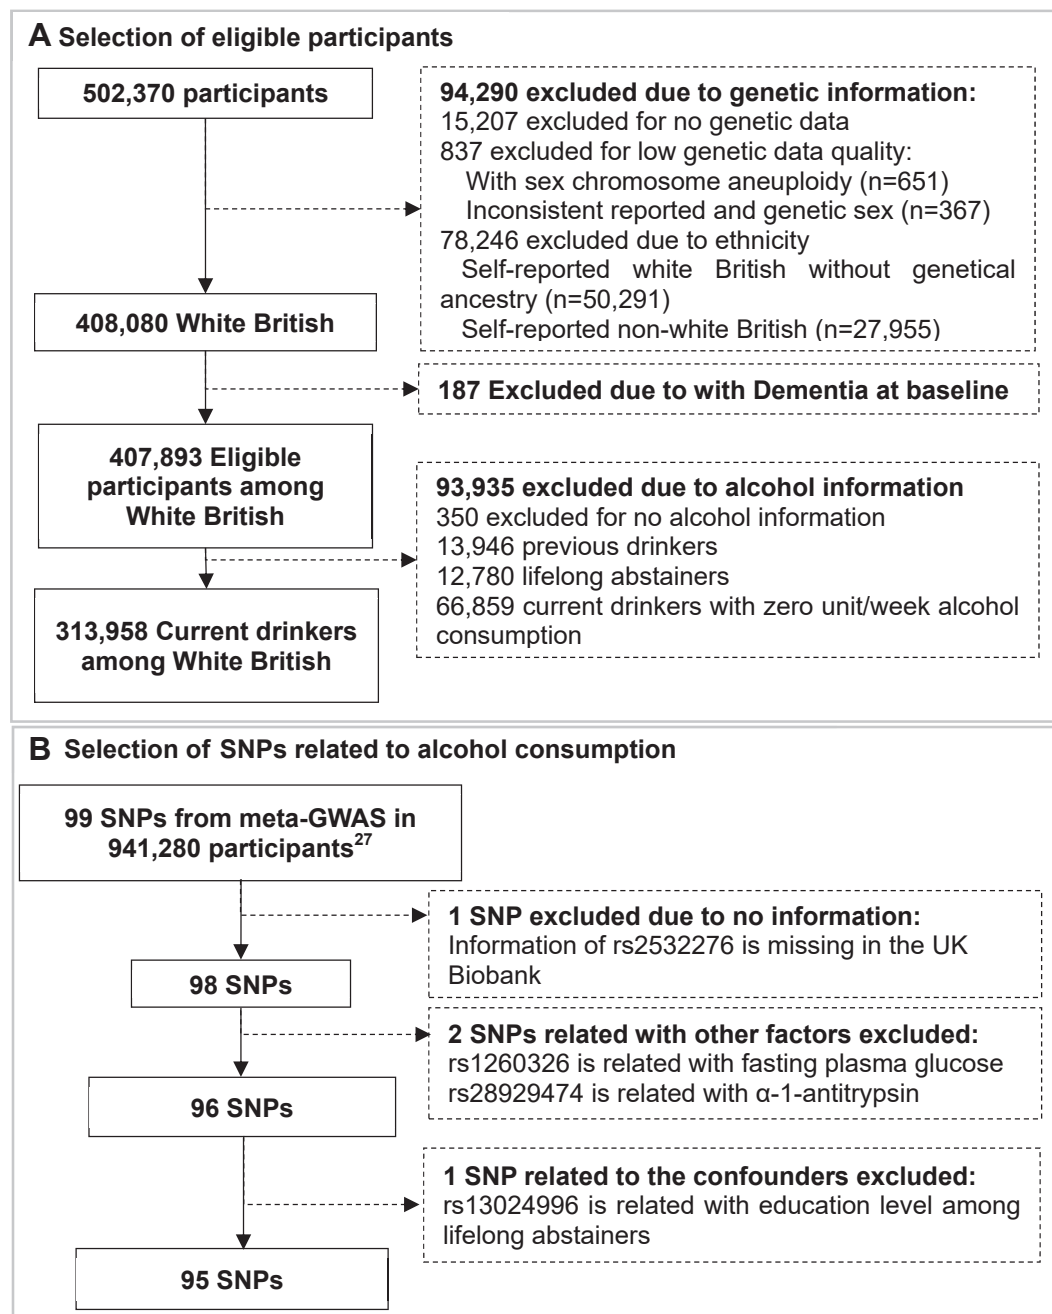 A Selection of eligible participants
502,370 participants
94,290 excluded due to genetic information:
15,207 excluded for no genetic data
837 excluded for low genetic data quality:
With sex chromosome aneuploidy (n=651)
Inconsistent reported and genetic sex (n=367)
78,246 excluded due to ethnicity
Self-reported white British without genetical
ancestry (n=50,291)
Self-reported non-white British (n=27,955)
408,080 White British
187 Excluded due to with Dementia at baseline
407,893 Eligible
participants among
White British
93,935 excluded due to alcohol information
350 excluded for no alcohol information
13,946 previous drinkers
12,780 lifelong abstainers
66,859 current drinkers with zero unit/week alcohol
consumption
313,958 Current drinkers
among White British
B Selection of SNPs related to alcohol consumption
99 SNPs from meta-GWAS in
941,280 participants27
1 SNP excluded due to no information:
Information of rs2532276 is missing in the UK
Biobank
98 SNPs
2 SNPs related with other factors excluded:
rs1260326 is related with fasting plasma glucose
rs28929474 is related with α-1-antitrypsin
96 SNPs
1 SNP related to the confounders excluded:
rs13024996 is related with education level among
lifelong abstainers
95 SNPs